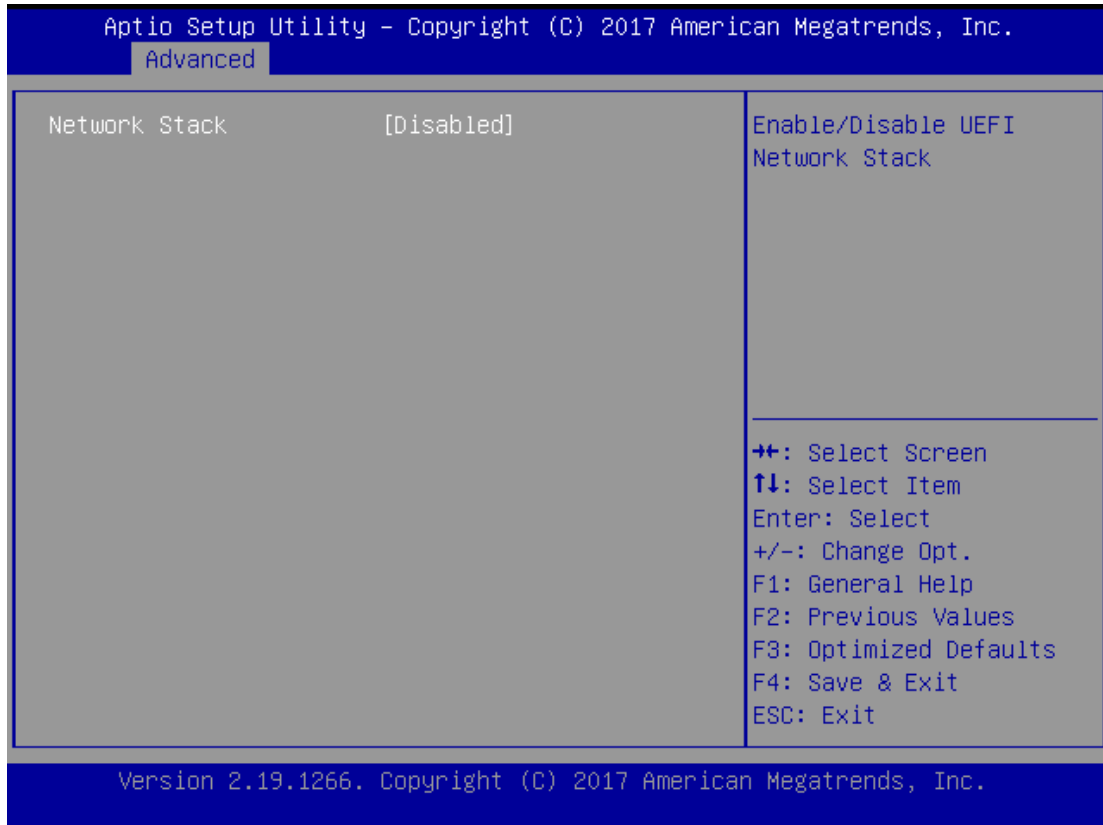 Aptio Setup Utility – Copyright (C) 2017 American Megatrends, Inc.
Advanced
Network Stack [Disabled]
Enable/Disable UEFI
Network Stack
→←: Select Screen
↑↓: Select Item
Enter: Select
+/-: Change Opt.
F1: General Help
F2: Previous Values
F3: Optimized Defaults
F4: Save & Exit
ESC: Exit
Version 2.19.1266. Copyright (C) 2017 American Megatrends, Inc.